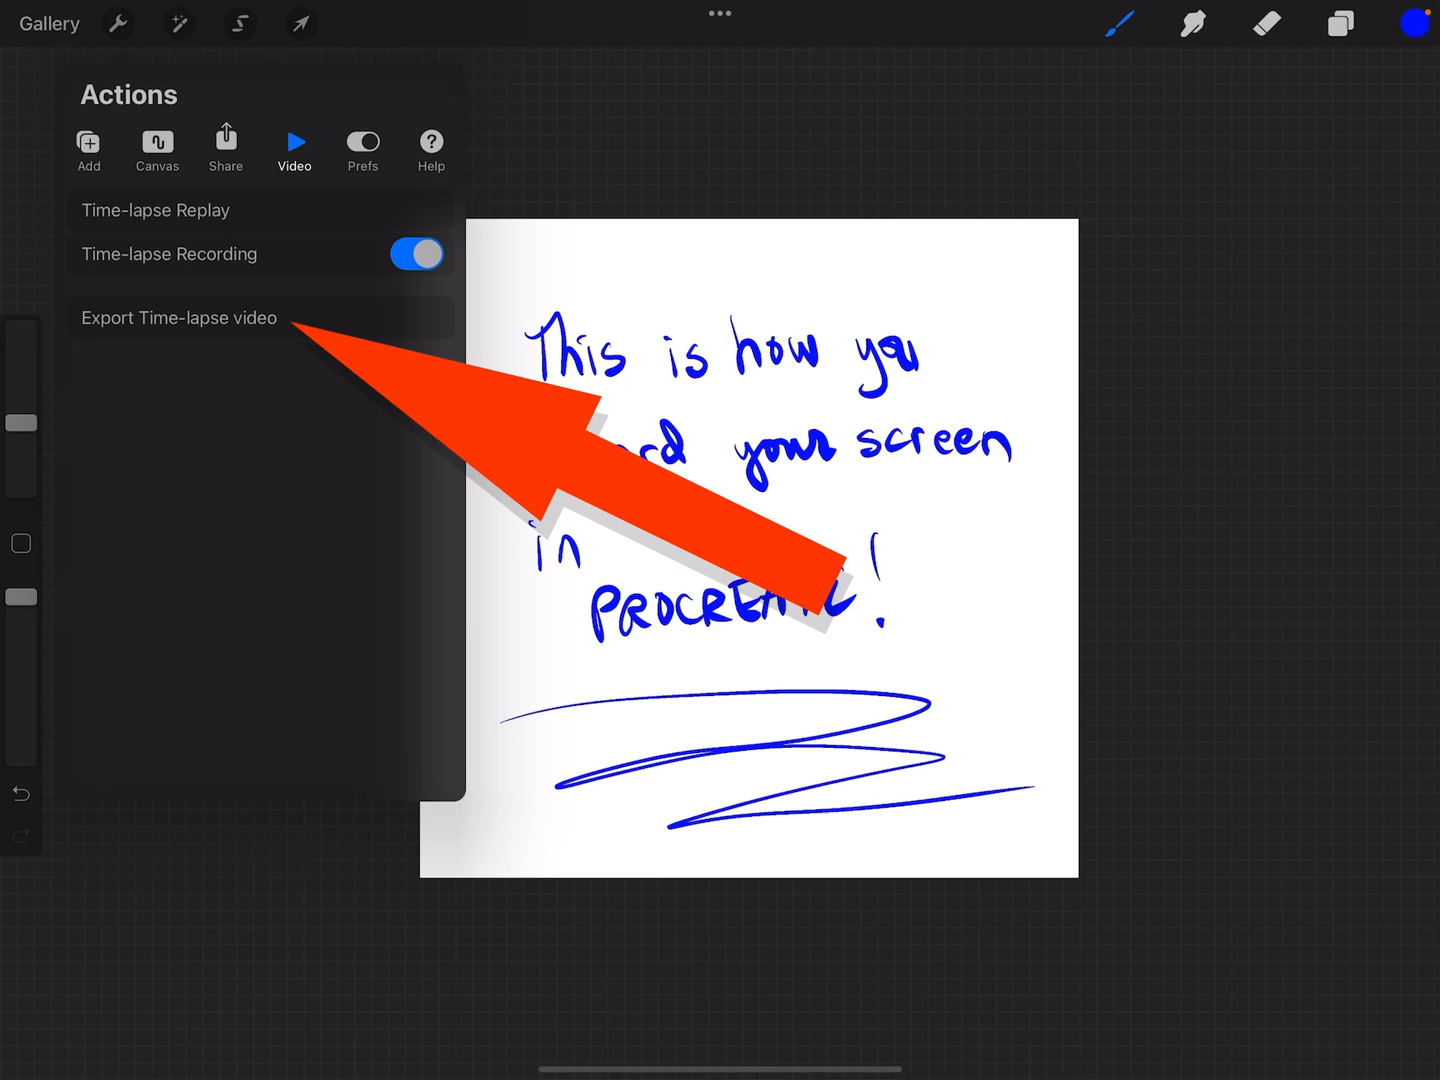 Gallery
Actions
Add Canvas Share Video Prefs Help
Time-lapse Replay
Time-lapse Recording
Export Time-lapse video
This is how you
your screen
in
PROCREATE!